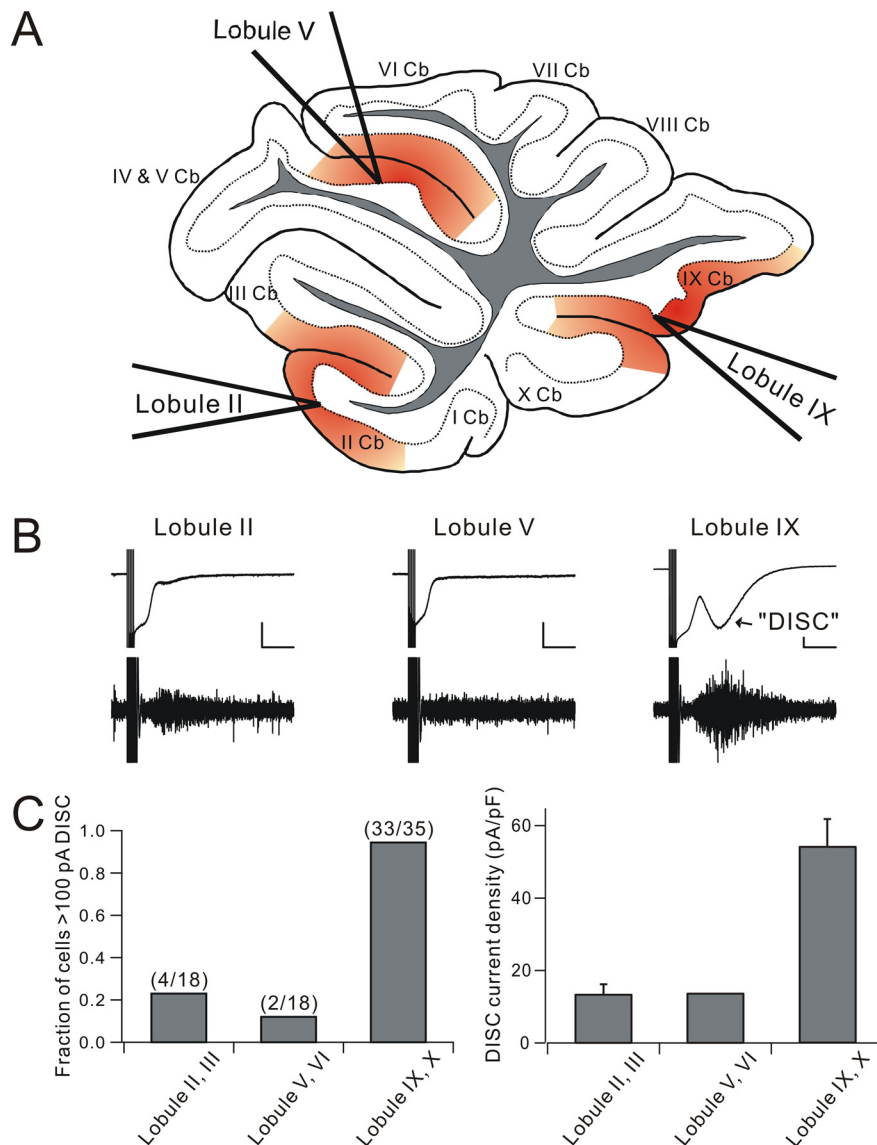 A
Lobule V
VI Cb
VII Cb
VIII Cb
IV & V Cb
IX Cb
III Cb
Lobule IX
Lobule II
X Cb
I Cb
II Cb
B
Lobule II
Lobule V
Lobule IX
"DISC"
C
Fraction of cells >100 pA DISC
1.0
0.8
0.6
0.4
0.2
0.0
(4/18)
(2/18)
(33/35)
Lobule II, III
Lobule V, VI
Lobule IX, X
DISC current density (pA/pF)
60
40
20
0
Lobule II, III
Lobule V, VI
Lobule IX, X